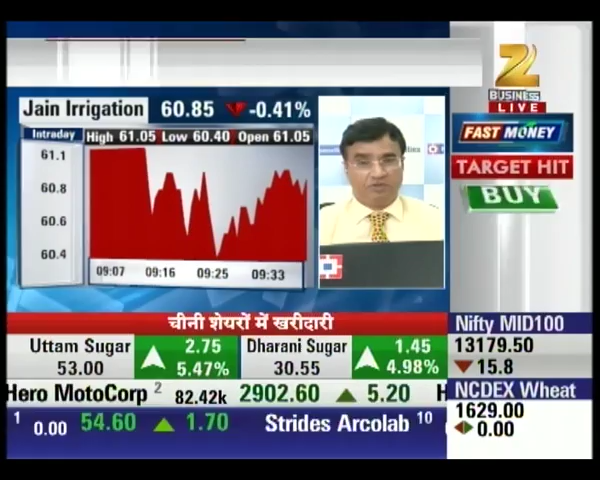 Z
BUSINESS
LIVE
Jain Irrigation 60.85 -0.41%
Intraday High 61.05 Low 60.40 Open 61.05
61.1
60.8
60.6
60.4
09:07 09:16 09:25 09:33
FAST MONEY
TARGET HIT
BUY
चीनी शेयरों में खरीदारी
Uttam Sugar 2.75 Dharani Sugar 1.45
53.00 5.47% 30.55 4.98%
Nifty MID100
13179.50
15.8
NCDEX Wheat
1629.00
0.00
Hero MotoCorp 2 82.42k 2902.60 5.20 H
1 0.00 54.60 1.70 Strides Arcolab 10